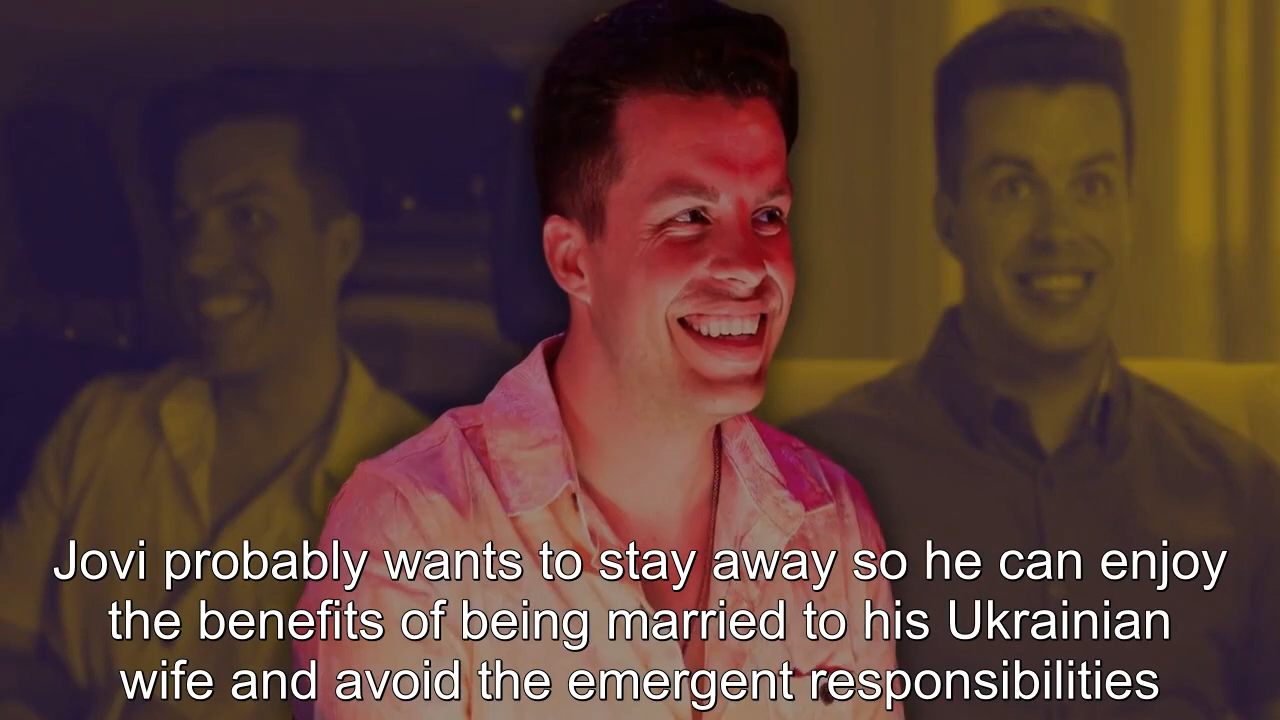 Jovi probably wants to stay away so he can enjoy
the benefits of being married to his Ukrainian
wife and avoid the emergent responsibilities